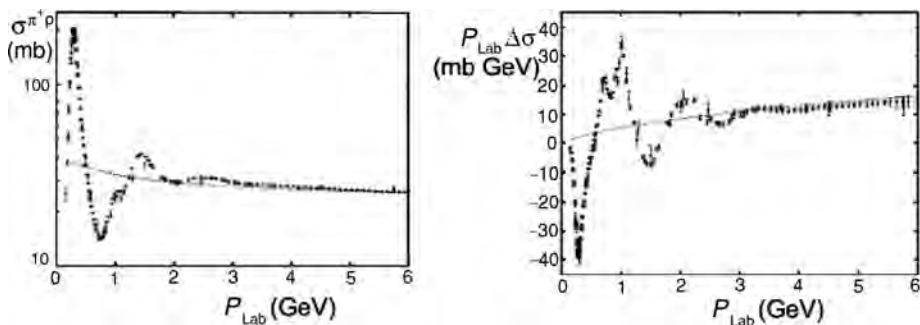 σ^π⁺p
(mb)
100
10
0 1 2 3 4 5 6
P_Lab (GeV)
P_Lab Δσ
(mb GeV)
40
30
20
10
0
−10
−20
−30
−40
0 1 2 3 4 5 6
P_Lab (GeV)